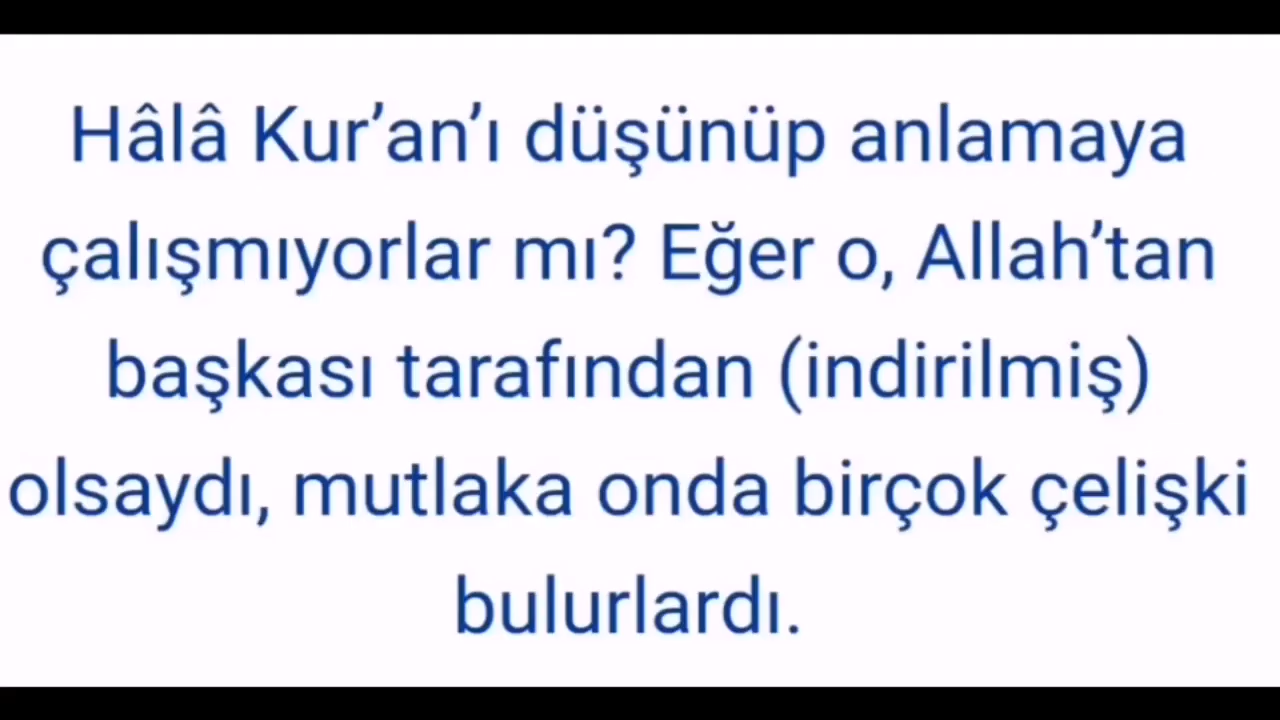 Hâlâ Kur’an’ı düşünüp anlamaya
çalışmıyorlar mı? Eğer o, Allah’tan
başkası tarafından (indirilmiş)
olsaydı, mutlaka onda birçok çelişki
bulurlardı.